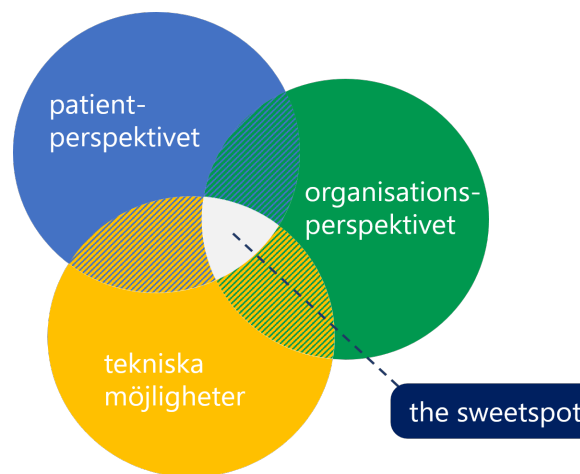 patient-
perspektivet
organisations-
perspektivet
tekniska
möjligheter
the sweetspot